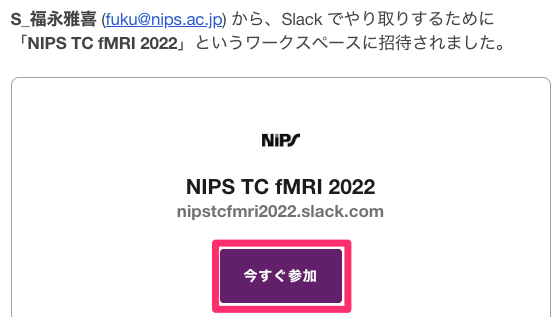 S_福永雅喜 (fuku@nips.ac.jp) から、Slack でやり取りするために
「NIPS TC fMRI 2022」というワークスペースに招待されました。
NiPS
NIPS TC fMRI 2022
nipstcfmri2022.slack.com
今すぐ参加